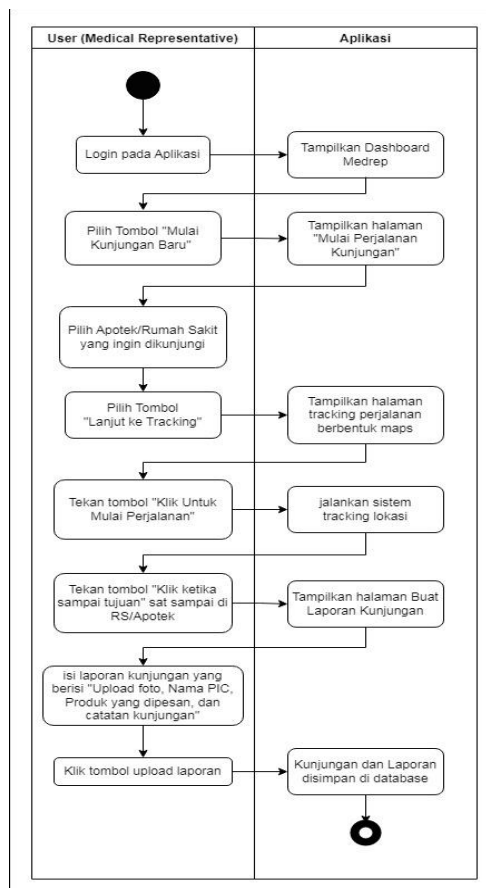 User (Medical Representative)
Aplikasi
Login pada Aplikasi
Tampilkan Dashboard
Medrep
Pilih Tombol "Mulai
Kunjungan Baru"
Tampilkan halaman
"Mulai Perjalanan
Kunjungan"
Pilih Apotek/Rumah Sakit
yang ingin dikunjungi
Pilih Tombol
"Lanjut ke Tracking"
Tampilkan halaman
tracking perjalanan
berbentuk maps
Tekan tombol "Klik Untuk
Mulai Perjalanan"
jalankan sistem
tracking lokasi
Tekan tombol "Klik ketika
sampai tujuan" sat sampai di
RS/Apotek
Tampilkan halaman Buat
Laporan Kunjungan
isi laporan kunjungan yang
berisi "Upload foto, Nama PIC,
Produk yang dipesan, dan
catatan kunjungan"
Klik tombol upload laporan
Kunjungan dan Laporan
disimpan di database